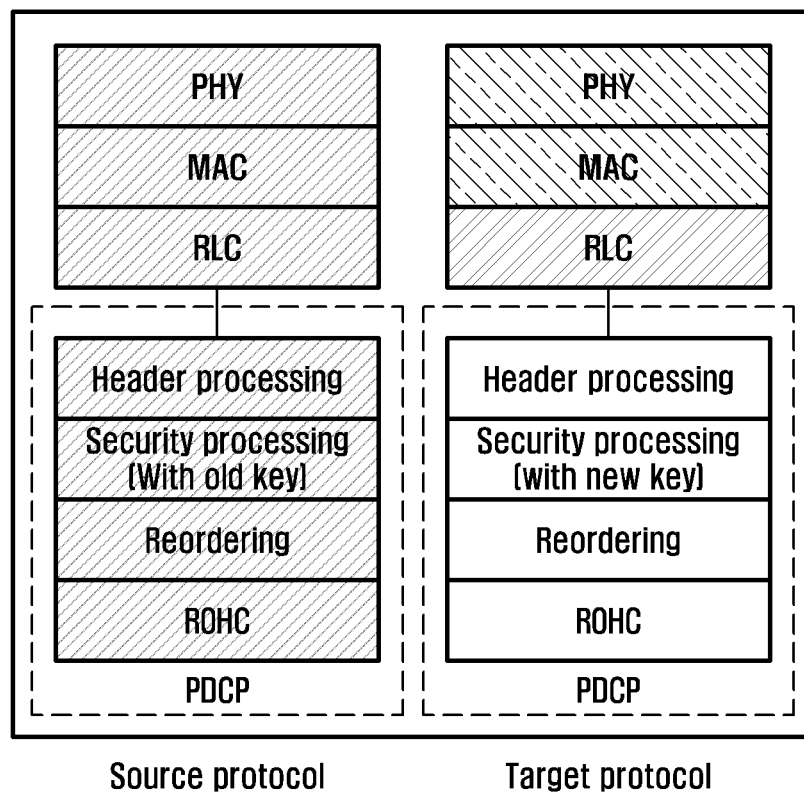 PHY
MAC
RLC
Header processing
Security processing
(With old key)
Reordering
ROHC
PDCP
Source protocol
PHY
MAC
RLC
Header processing
Security processing
(with new key)
Reordering
ROHC
PDCP
Target protocol